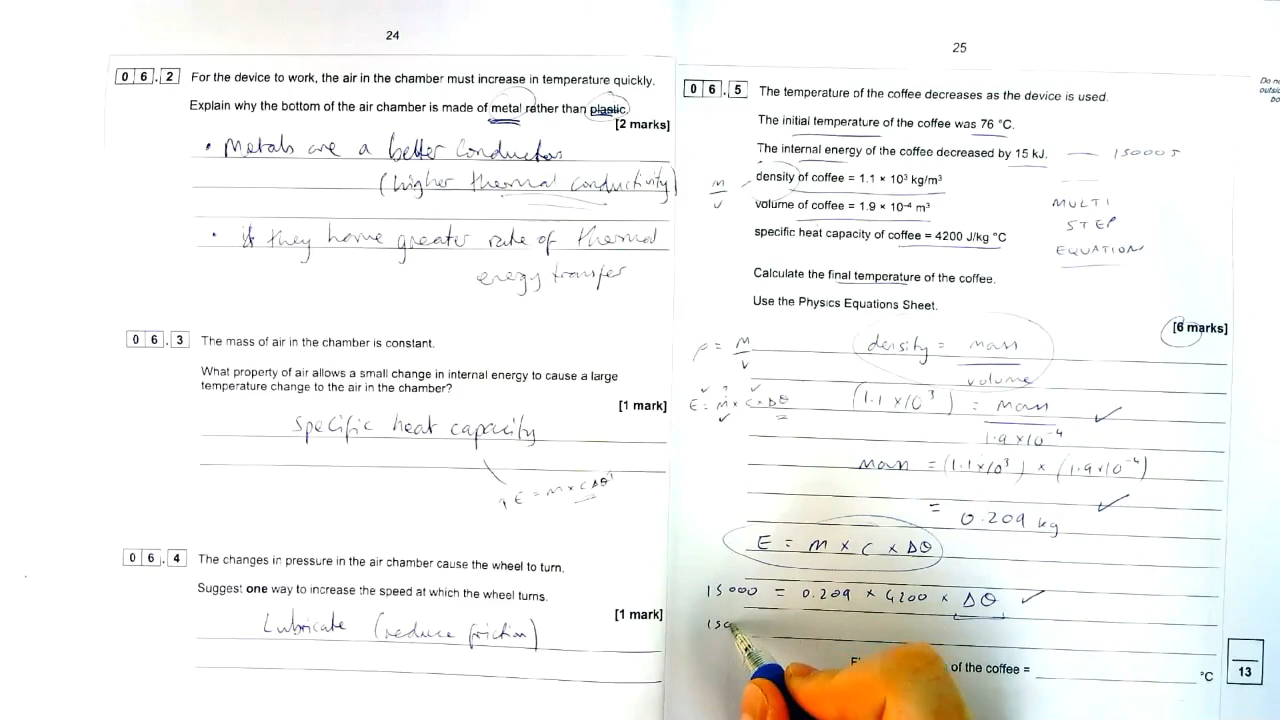 24
0 6 . 2 For the device to work, the air in the chamber must increase in temperature quickly.
Explain why the bottom of the air chamber is made of metal rather than plastic.
[2 marks]
• Metals are a better conductors
(higher thermal conductivity)
• they have greater rate of thermal
energy transfer
0 6 . 3 The mass of air in the chamber is constant.
What property of air allows a small change in internal energy to cause a large
temperature change to the air in the chamber?
[1 mark]
specific heat capacity
E = M × C Δθ
0 6 . 4 The changes in pressure in the air chamber cause the wheel to turn.
Suggest one way to increase the speed at which the wheel turns.
[1 mark]
Lubricate (reduce friction)
25
Do no
outsid
bo
0 6 . 5 The temperature of the coffee decreases as the device is used.
The initial temperature of the coffee was 76 °C.
The internal energy of the coffee decreased by 15 kJ. — 15000J
density of coffee = 1.1 × 10³ kg/m³
m
v
volume of coffee = 1.9 × 10⁻⁴ m³
specific heat capacity of coffee = 4200 J/kg °C
MULTI
STEP
EQUATION
Calculate the final temperature of the coffee.
Use the Physics Equations Sheet.
[6 marks]
ρ = M
v
density = mass
volume
E = M × C × Δθ
(1.1 × 10³) = mass
1.9 × 10⁻⁴
mass = (1.1 × 10³) × (1.9 × 10⁻⁴)
= 0.209 kg
E = M × C × Δθ
15000 = 0.209 × 4200 × Δθ
150
of the coffee = °C
13